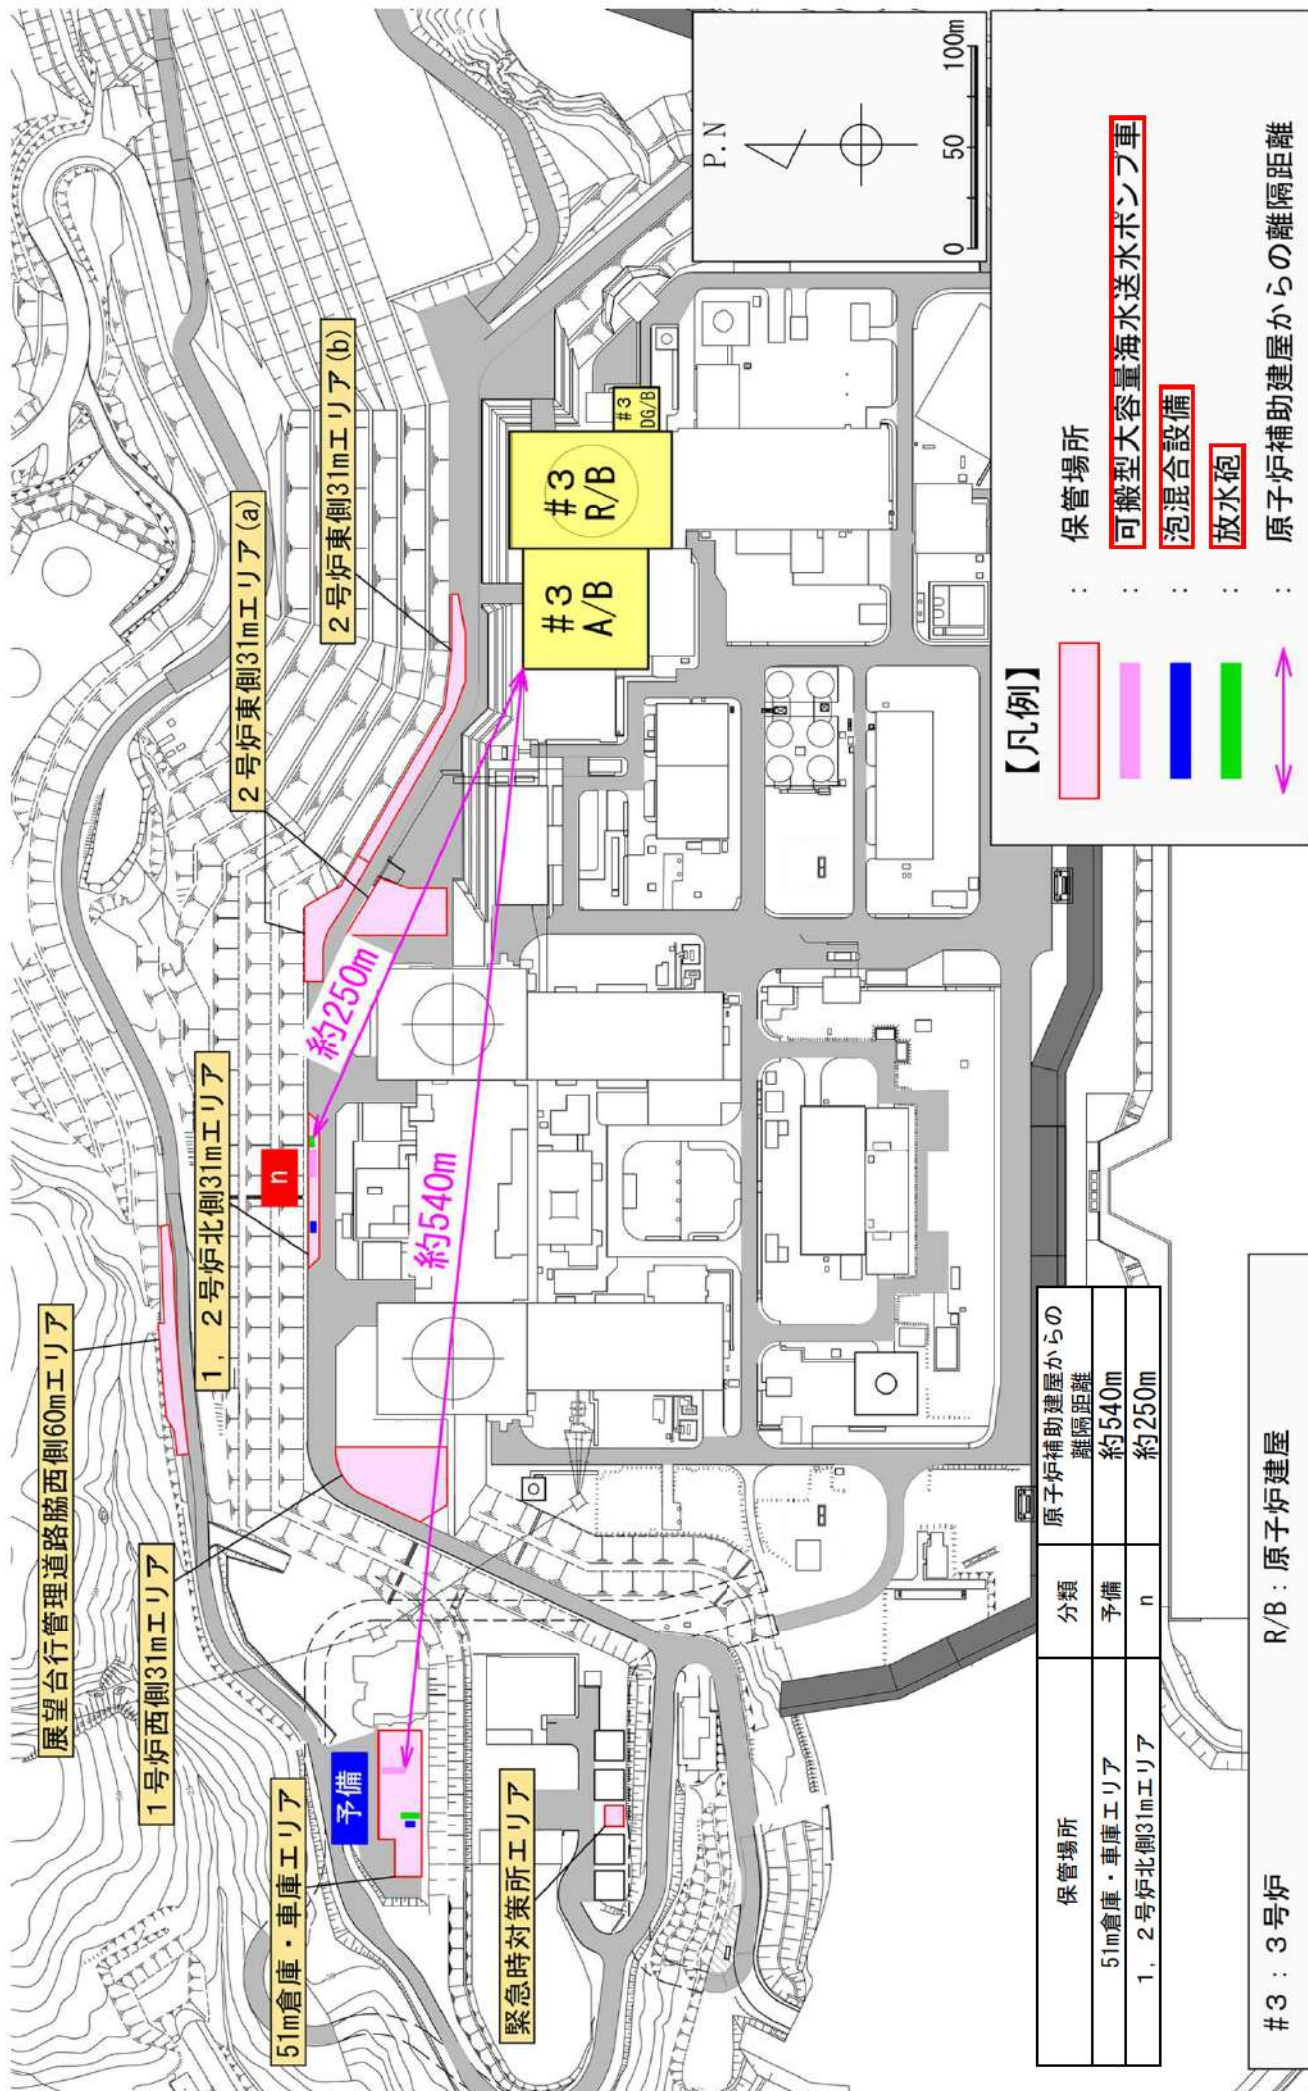 展望台行管理道路脇西側60mエリア
1, 2号炉北側31mエリア
2号炉東側31mエリア(a)
2号炉東側31mエリア(b)
1号炉西側31mエリア
51m倉庫・車庫エリア
緊急時対策所エリア
予備
n
約250m
約540m
#3
A/B
#3
R/B
#3
DG/B
P.N
0 50 100m
【凡例】
: 保管場所
: 可搬型大容量海水送水ポンプ車
: 泡混合設備
: 放水砲
: 原子炉補助建屋からの離隔距離
保管場所 分類 原子炉補助建屋からの
離隔距離
51m倉庫・車庫エリア 予備 約540m
1, 2号炉北側31mエリア n 約250m
#3 : 3号炉 R/B : 原子炉建屋